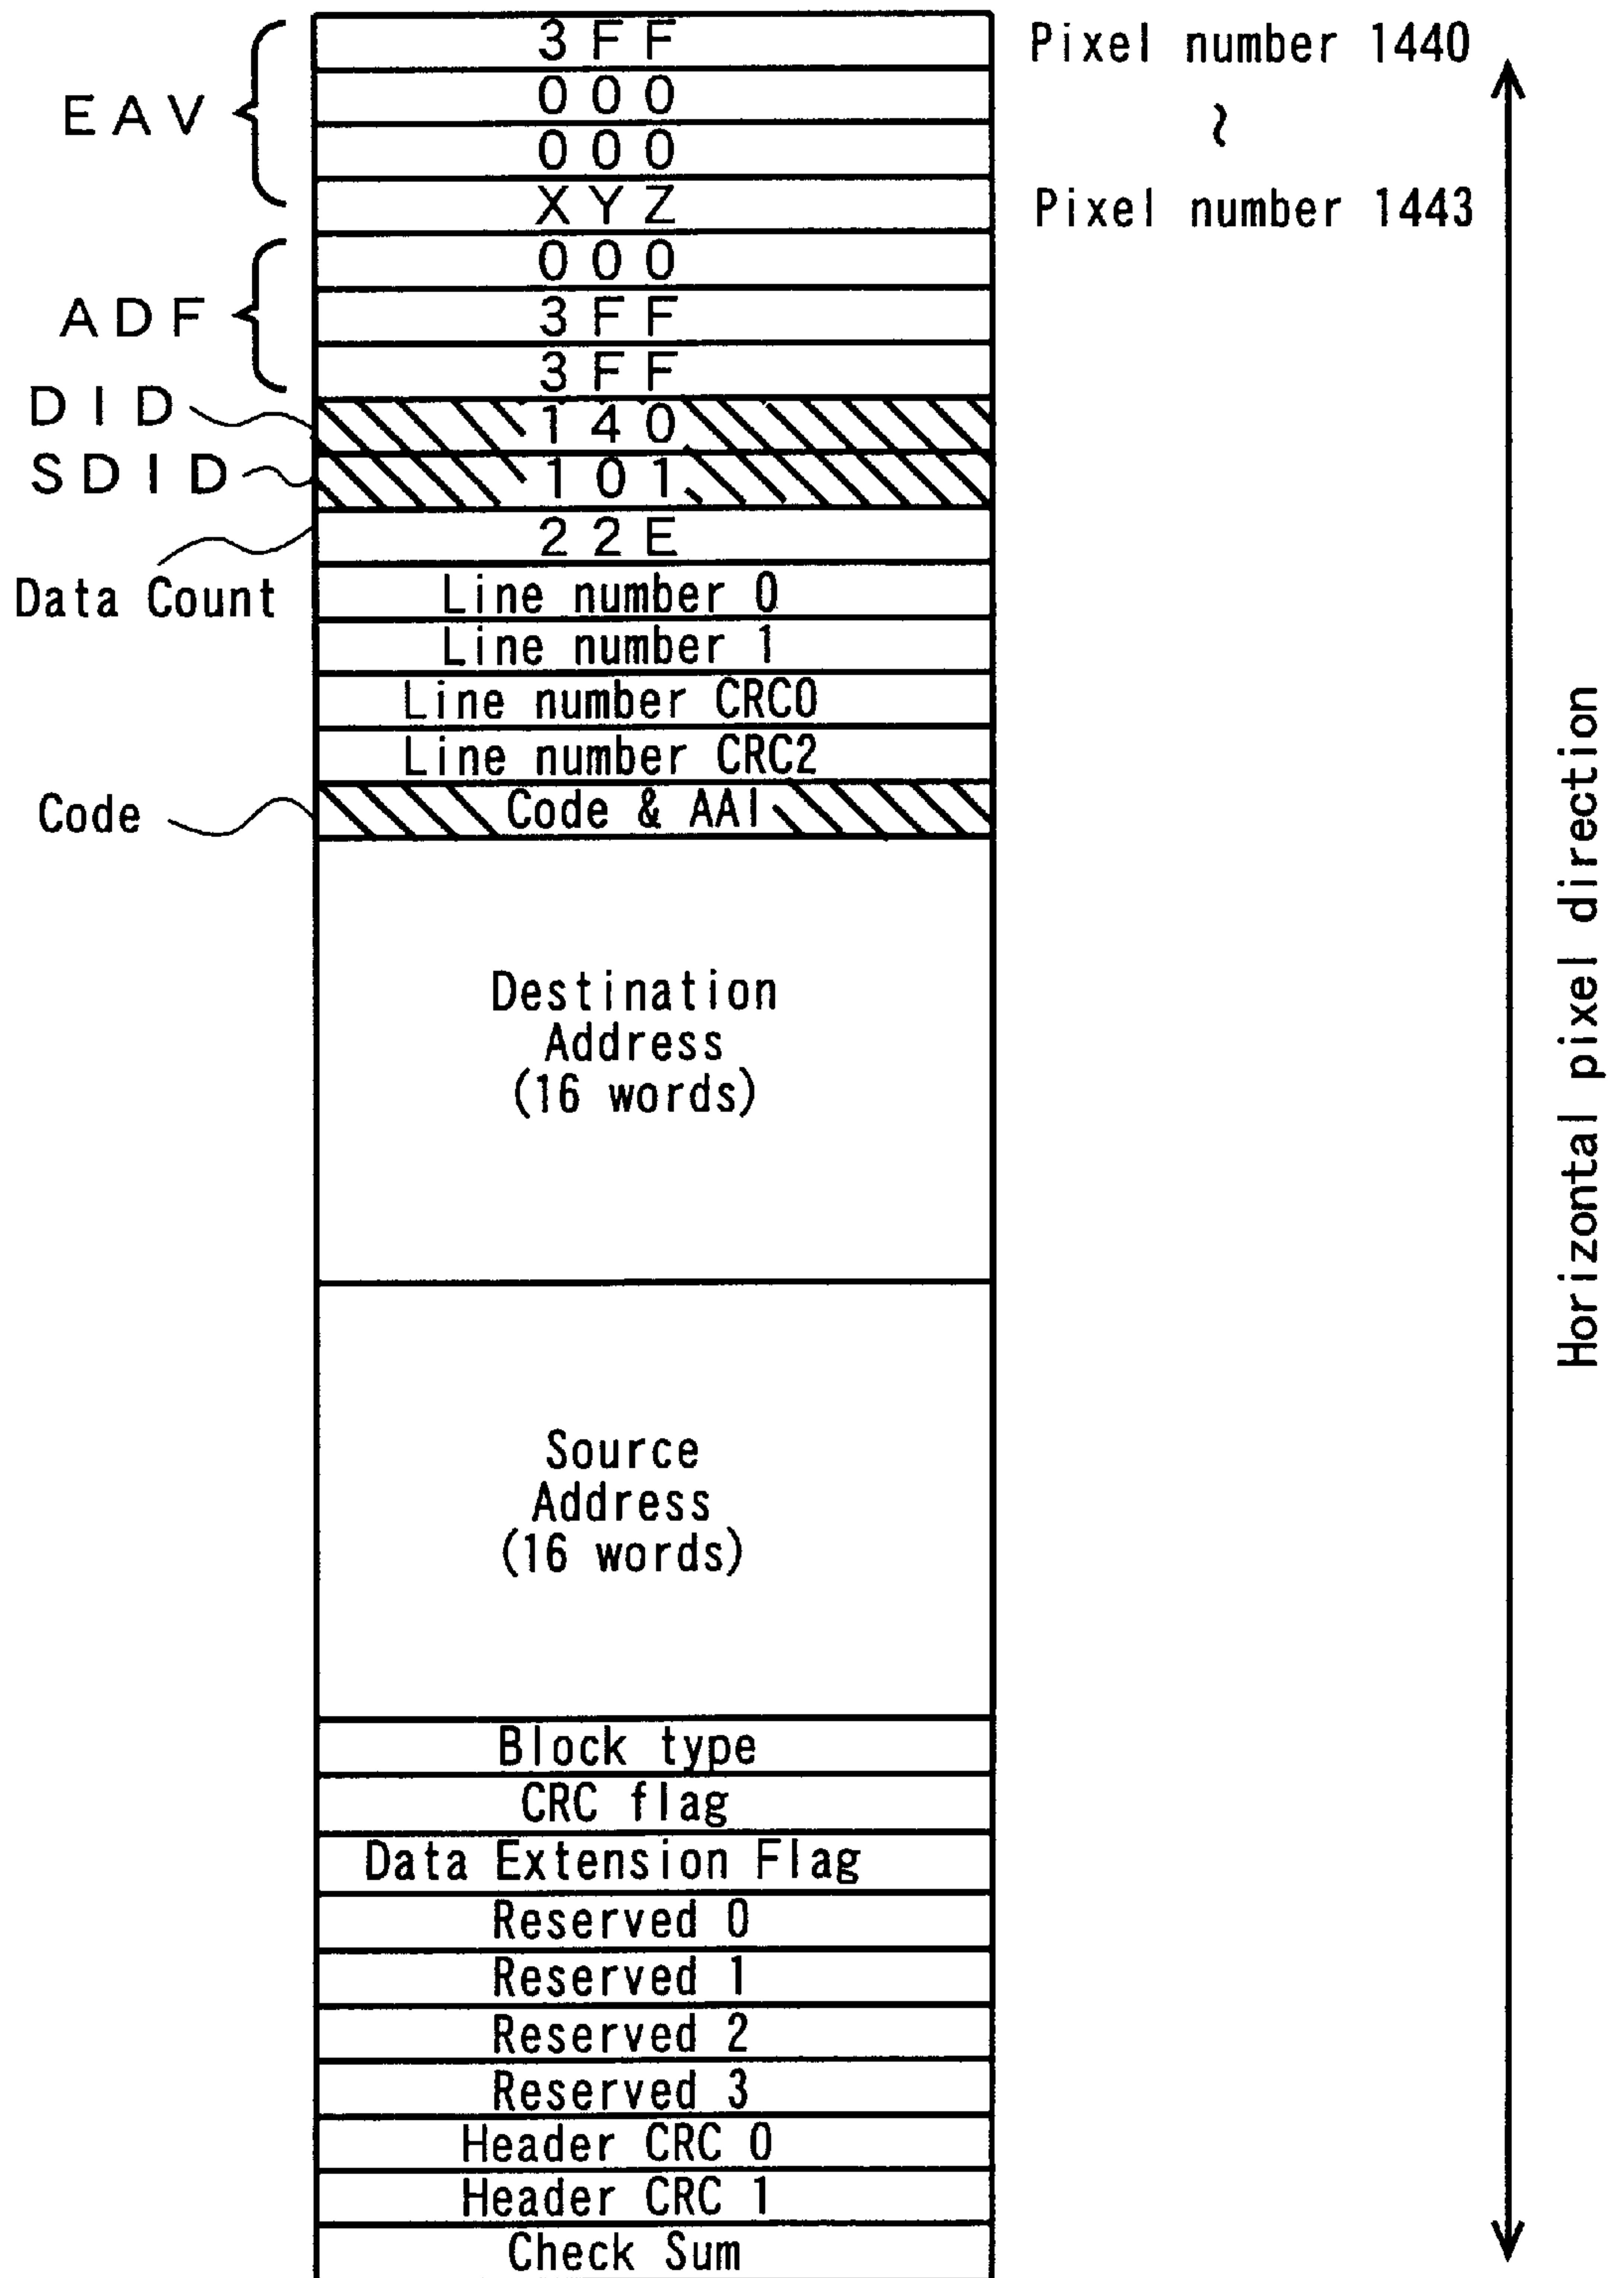 3FF
Pixel number 1440
000
EAV
≀
000
XYZ
Pixel number 1443
000
ADF
3FF
3FF
DID
140
SDID
101
22E
Data Count
Line number 0
Line number 1
Line number CRC0
Line number CRC2
Code
Code & AAI
Destination
Address
(16 words)
Source
Address
(16 words)
Block type
CRC flag
Data Extension Flag
Reserved 0
Reserved 1
Reserved 2
Reserved 3
Header CRC 0
Header CRC 1
Check Sum
Horizontal pixel direction